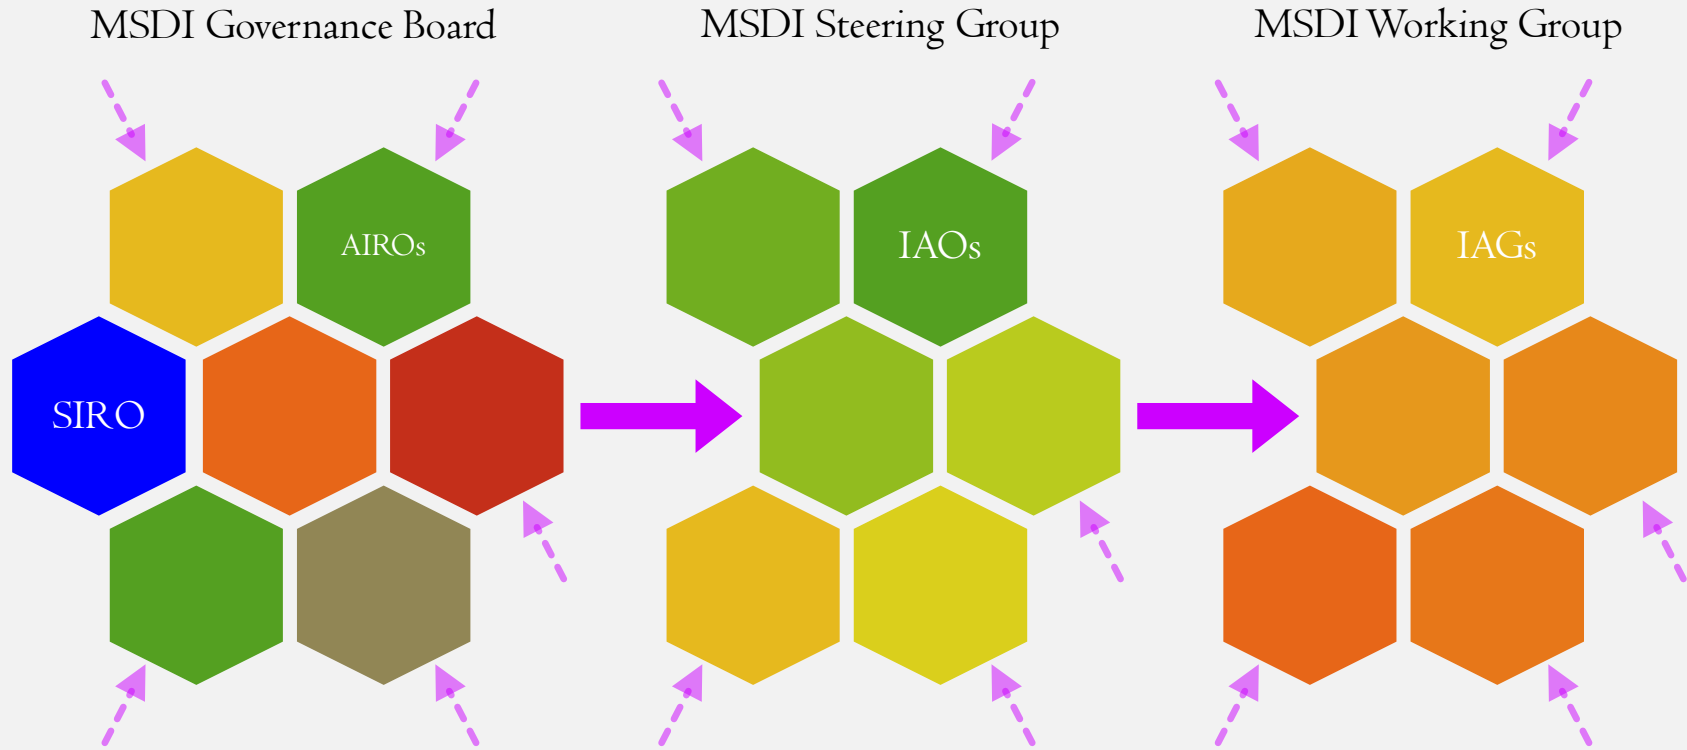 MSDI Governance Board
MSDI Steering Group
MSDI Working Group
AIROs
IAOs
IAGs
SIRO